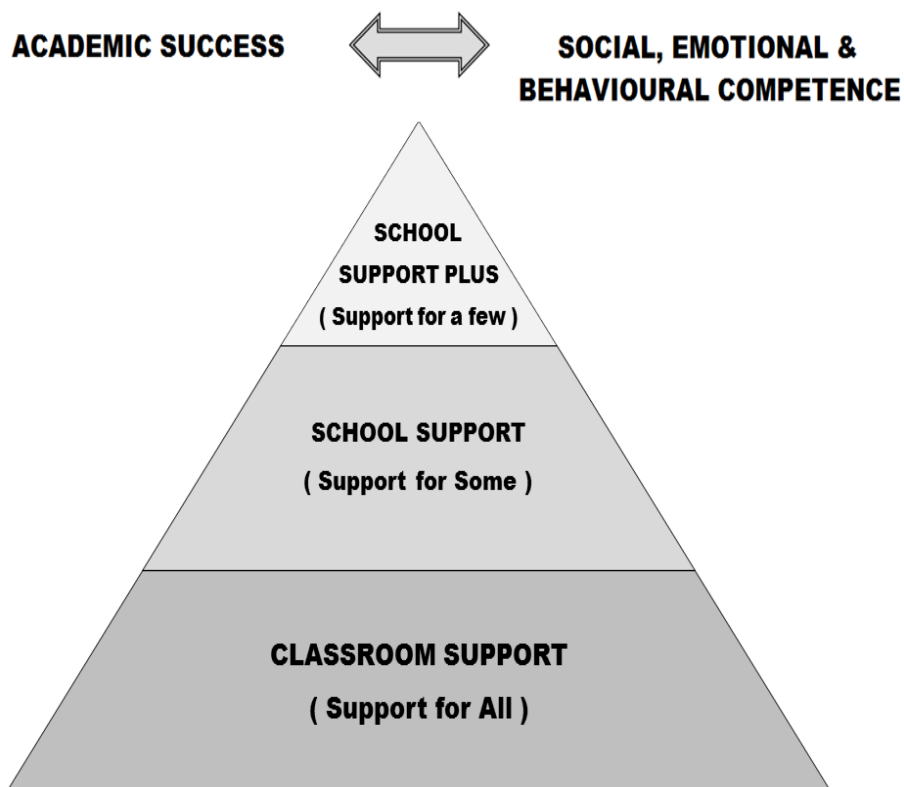 ACADEMIC SUCCESS
SOCIAL, EMOTIONAL &
BEHAVIOURAL COMPETENCE
SCHOOL
SUPPORT PLUS
( Support for a few )
SCHOOL SUPPORT
( Support for Some )
CLASSROOM SUPPORT
( Support for All )